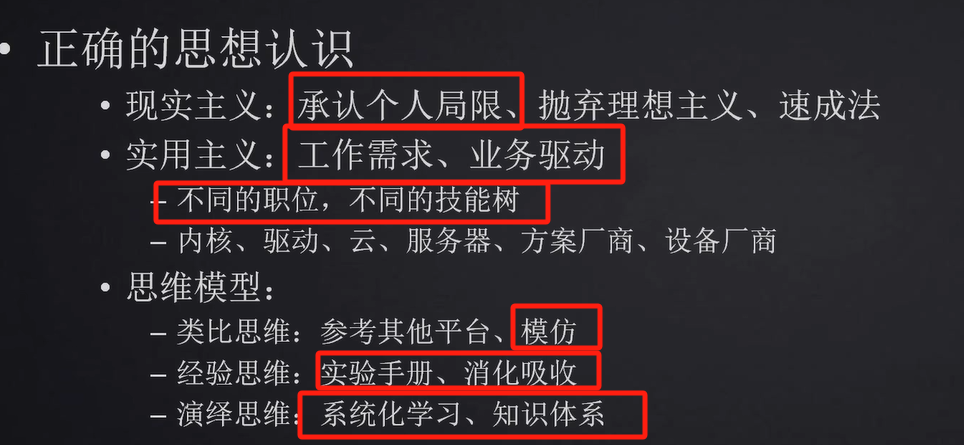 • 正确的思想认识
• 现实主义：承认个人局限、抛弃理想主义、速成法
• 实用主义：工作需求、业务驱动
– 不同的职位，不同的技能树
– 内核、驱动、云、服务器、方案厂商、设备厂商
• 思维模型：
– 类比思维：参考其他平台、模仿
– 经验思维：实验手册、消化吸收
– 演绎思维：系统化学习、知识体系